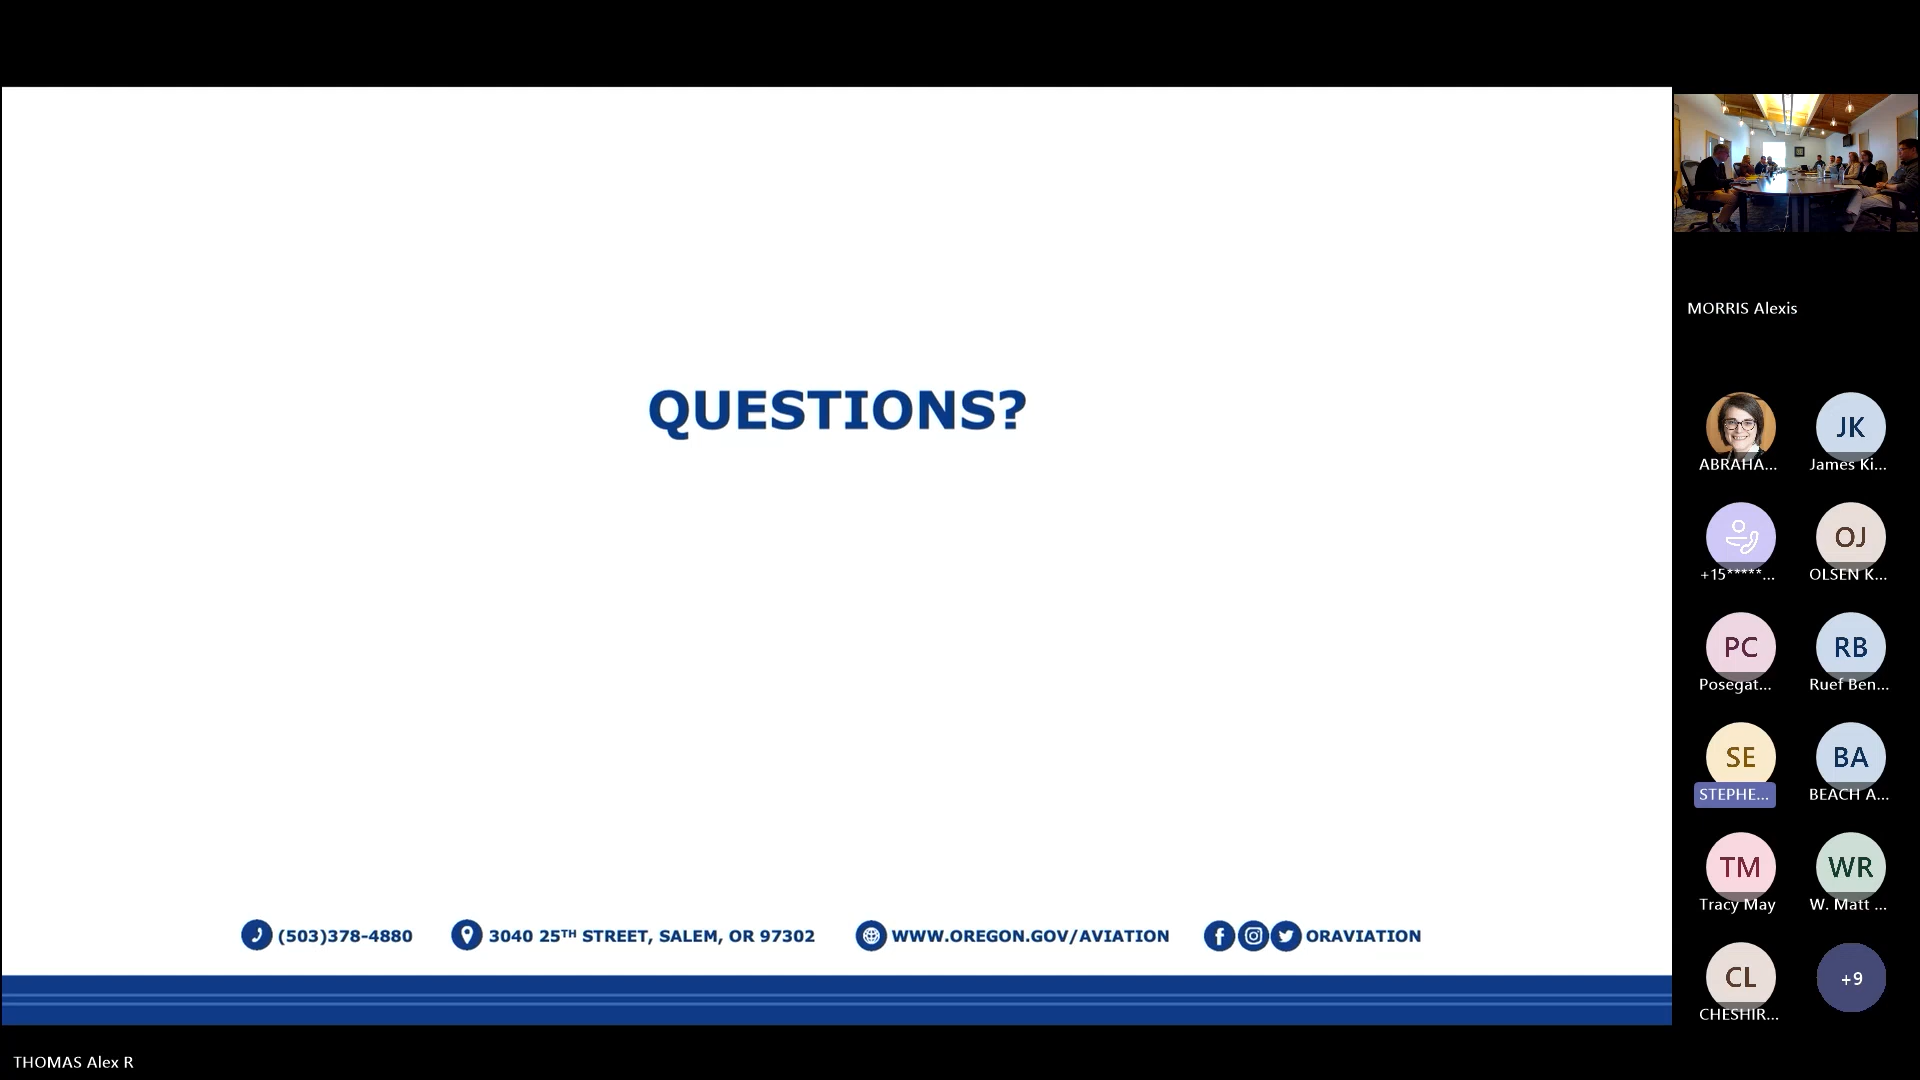 QUESTIONS?
(503)378-4880
3040 25TH STREET, SALEM, OR 97302
WWW.OREGON.GOV/AVIATION
ORAVIATION
THOMAS Alex R
MORRIS Alexis
ABRAHA...
JK
James Ki...
+15*****...
OJ
OLSEN K...
PC
Posegat...
RB
Ruef Ben...
SE
STEPHE...
BA
BEACH A...
TM
Tracy May
WR
W. Matt ...
CL
CHESHIR...
+9